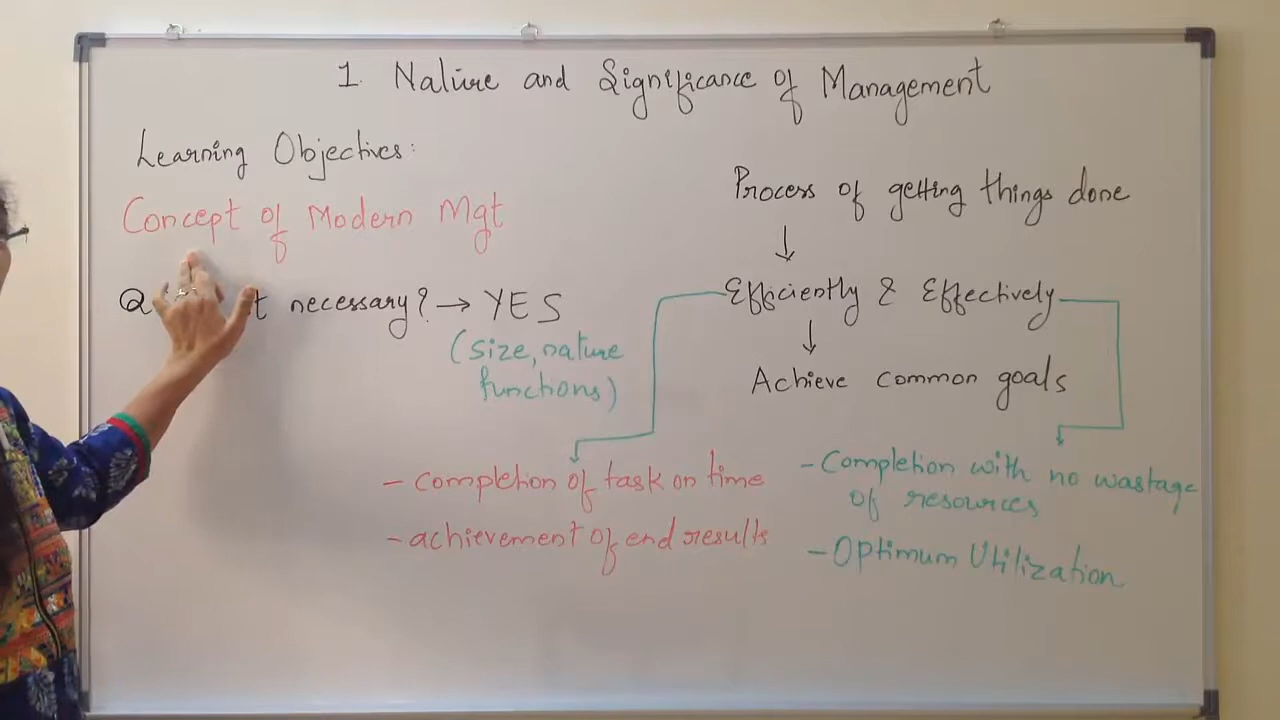 1. Nature and Significance of Management
Learning Objectives:
Concept of Modern Mgt
Q necessary? → YES
(size, nature
functions)
Process of getting things done
↓
Efficiently & Effectively
↓
Achieve common goals
- completion of task on time
- achievement of end results
- Completion with no wastage
of resources
- Optimum Utilization